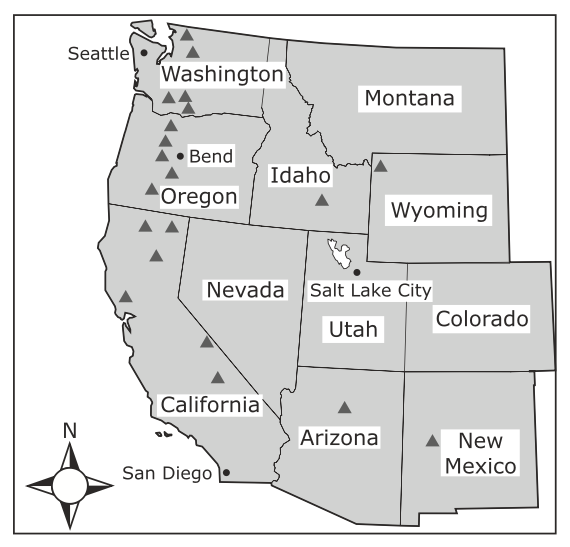 Seattle
Washington
Montana
Bend
Idaho
Oregon
Wyoming
Nevada
Salt Lake City
Utah
Colorado
California
Arizona
New
Mexico
N
San Diego